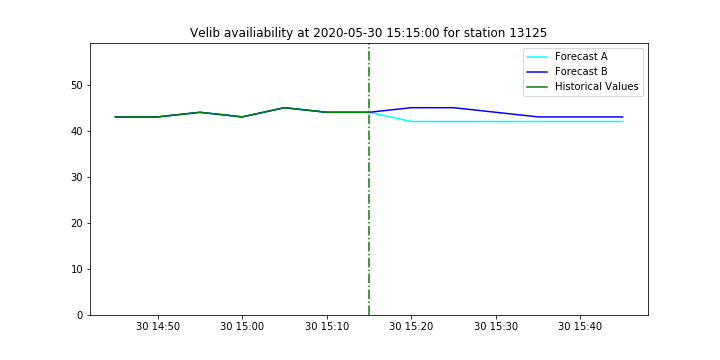 Velib availiability at 2020-05-30 15:15:00 for station 13125
Forecast A
Forecast B
Historical Values
50
40
30
20
10
0
30 14:50 30 15:00 30 15:10 30 15:20 30 15:30 30 15:40